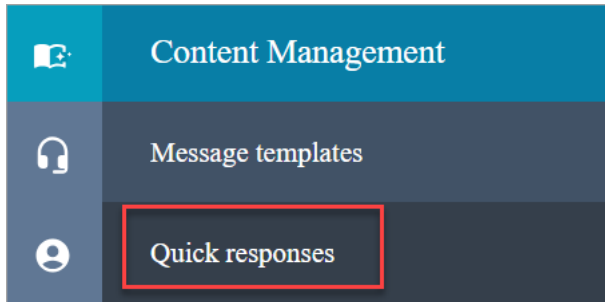 Content Management
Message templates
Quick responses